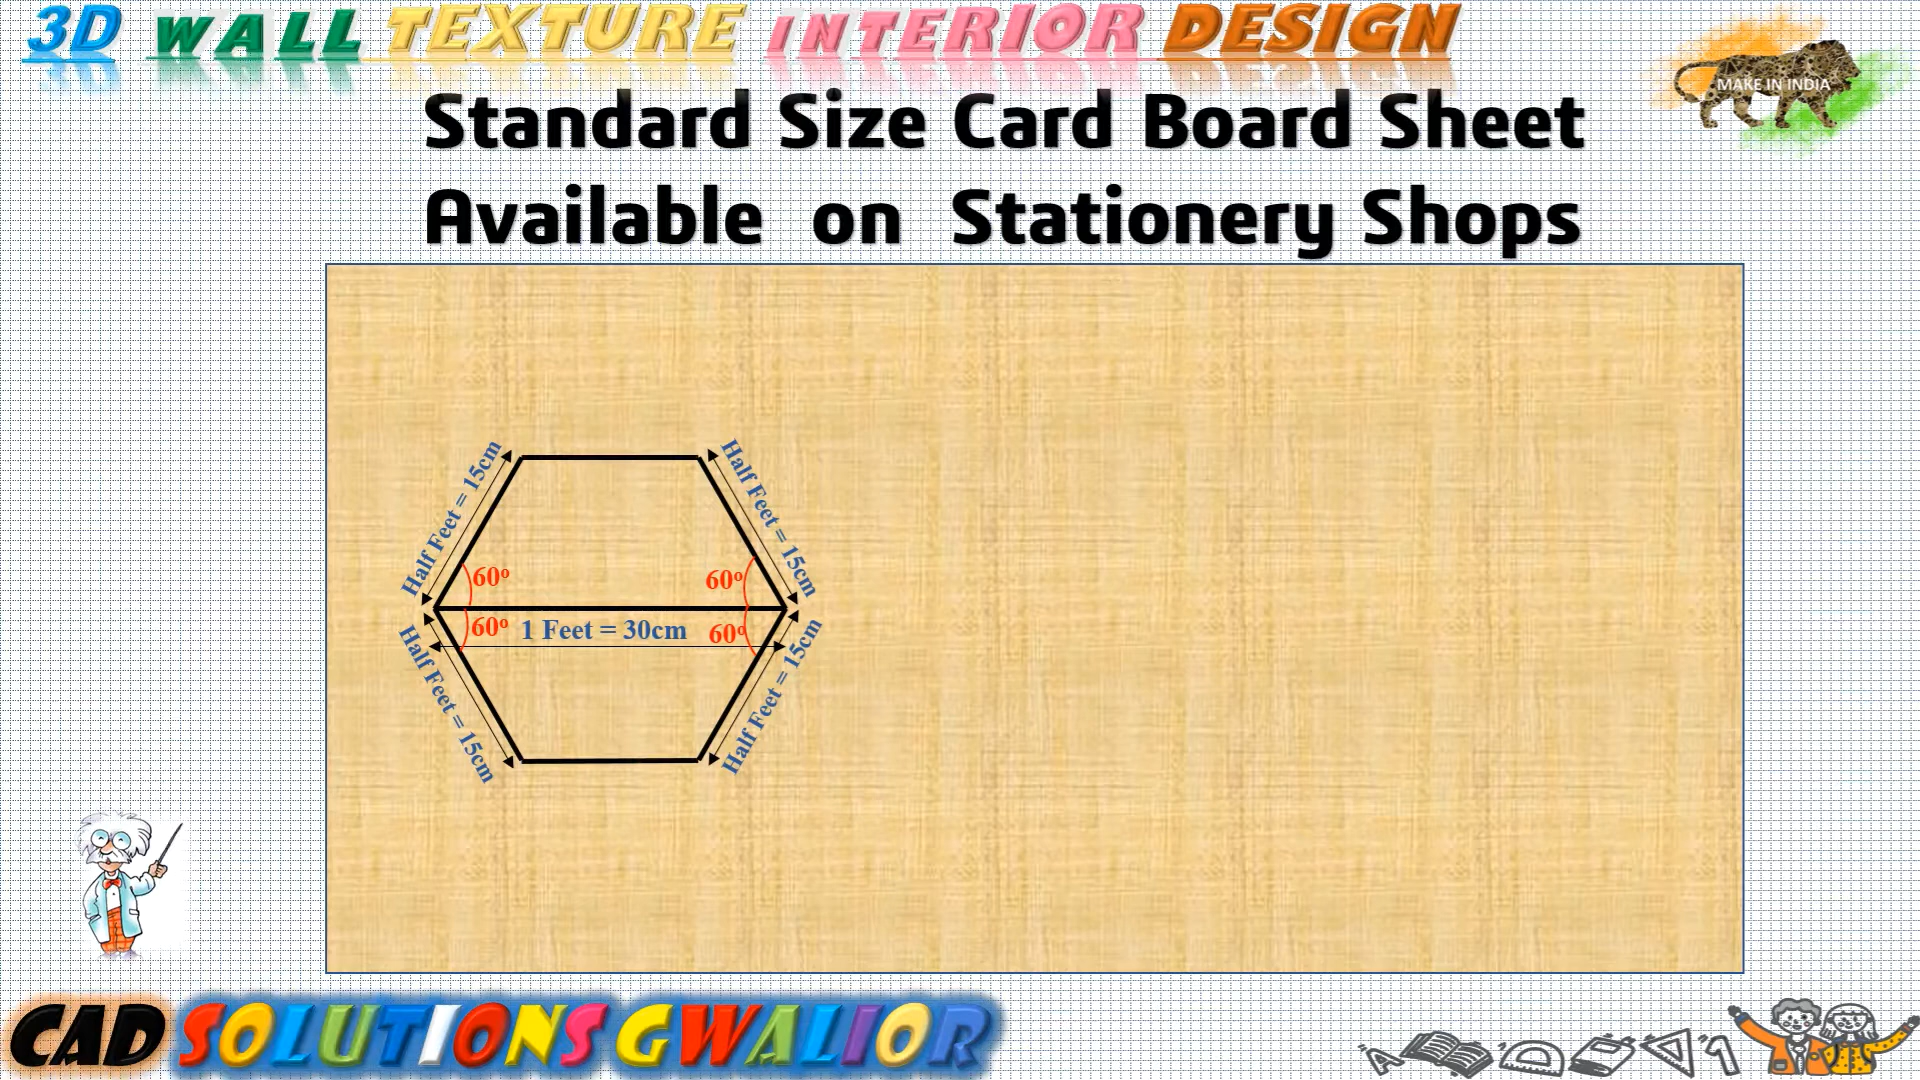 3D WALL TEXTURE INTERIOR DESIGN
MAKE IN INDIA
Standard Size Card Board Sheet
Available on Stationery Shops
Half Feet = 15cm
Half Feet = 15cm
60°
60°
60°
1 Feet = 30cm
60°
Half Feet = 15cm
Half Feet = 15cm
CAD SOLUTIONS GWALIOR
A
1